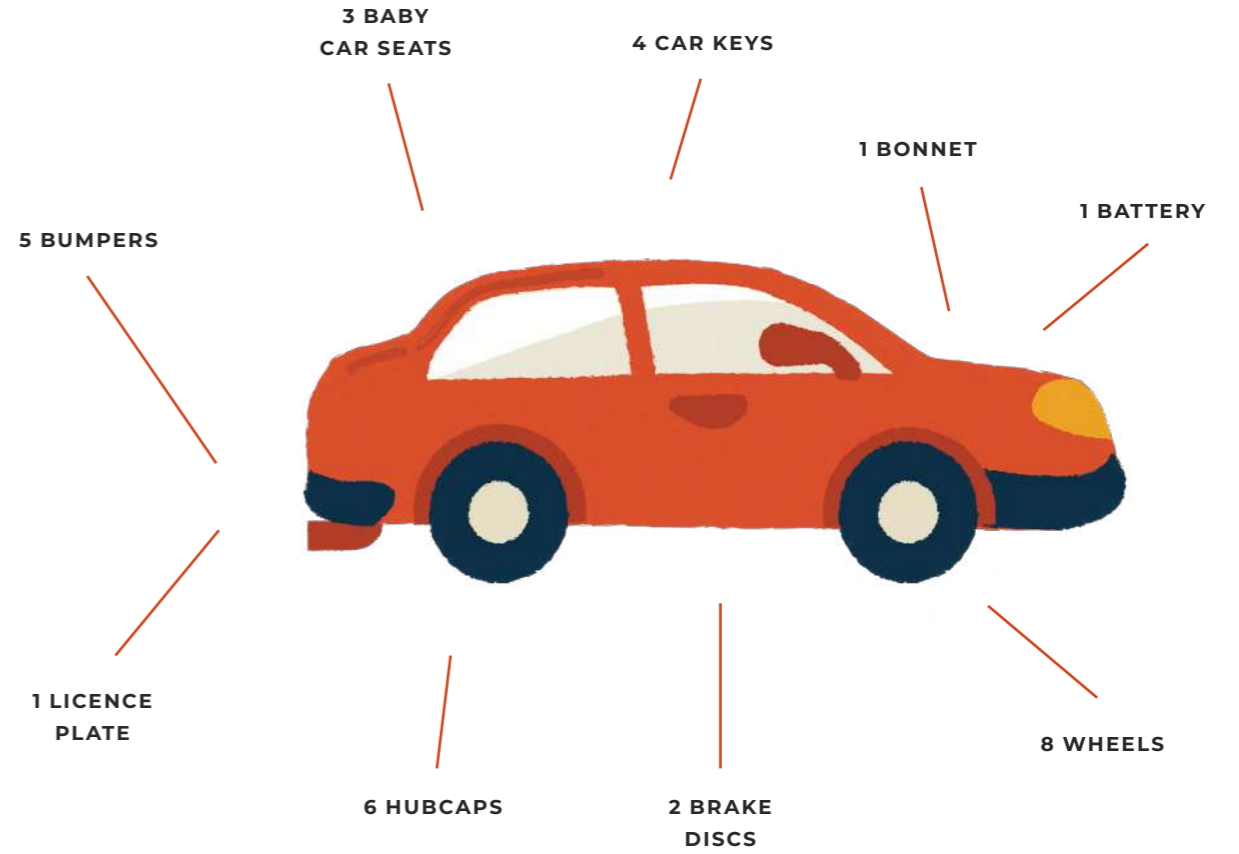 3 BABY
CAR SEATS
4 CAR KEYS
1 BONNET
1 BATTERY
5 BUMPERS
1 LICENCE
PLATE
6 HUBCAPS
2 BRAKE
DISCS
8 WHEELS